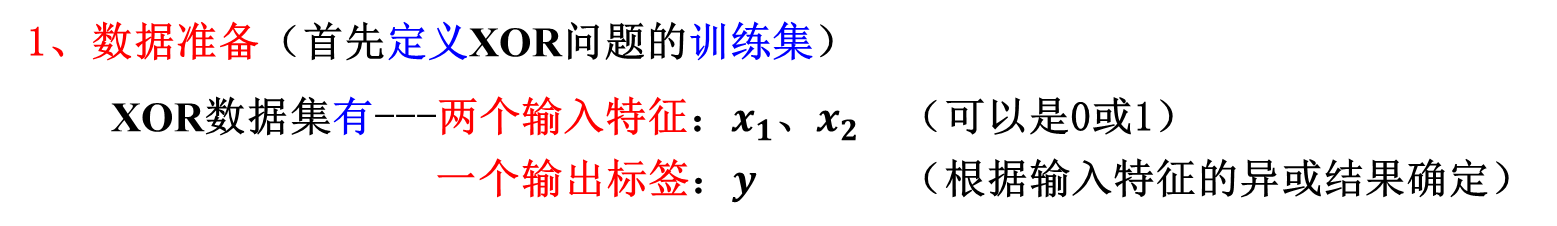 1、数据准备（首先定义XOR问题的训练集）
XOR数据集有---两个输入特征：x₁、x₂ （可以是0或1）
一个输出标签：y （根据输入特征的异或结果确定）